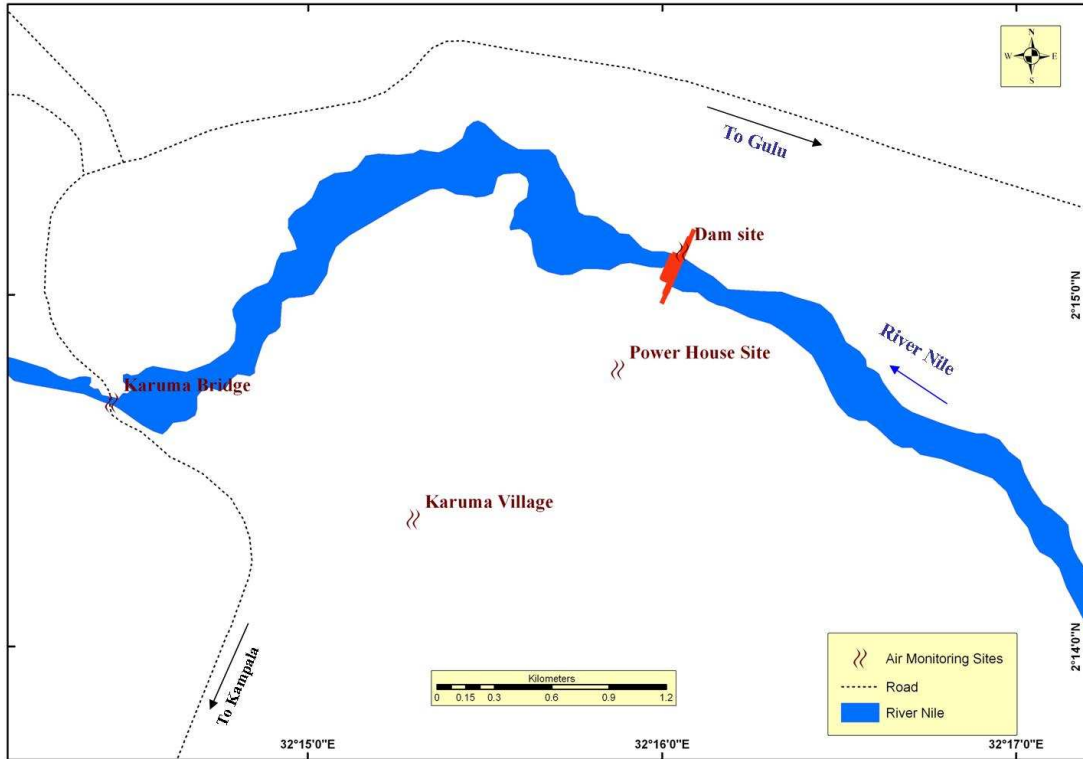 N
W E
S
To Gulu
Dam site
2°15'0"N
Power House Site
River Nile
Karuma Bridge
Karuma Village
2°14'0"N
To Kampala
Kilometers
0 0.15 0.3 0.6 0.9 1.2
Air Monitoring Sites
Road
River Nile
32°15'0"E 32°16'0"E 32°17'0"E